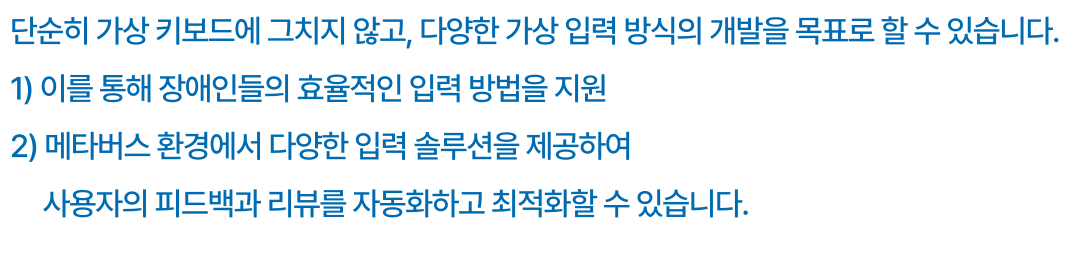 단순히 가상 키보드에 그치지 않고, 다양한 가상 입력 방식의 개발을 목표로 할 수 있습니다.
1) 이를 통해 장애인들의 효율적인 입력 방법을 지원
2) 메타버스 환경에서 다양한 입력 솔루션을 제공하여
사용자의 피드백과 리뷰를 자동화하고 최적화할 수 있습니다.